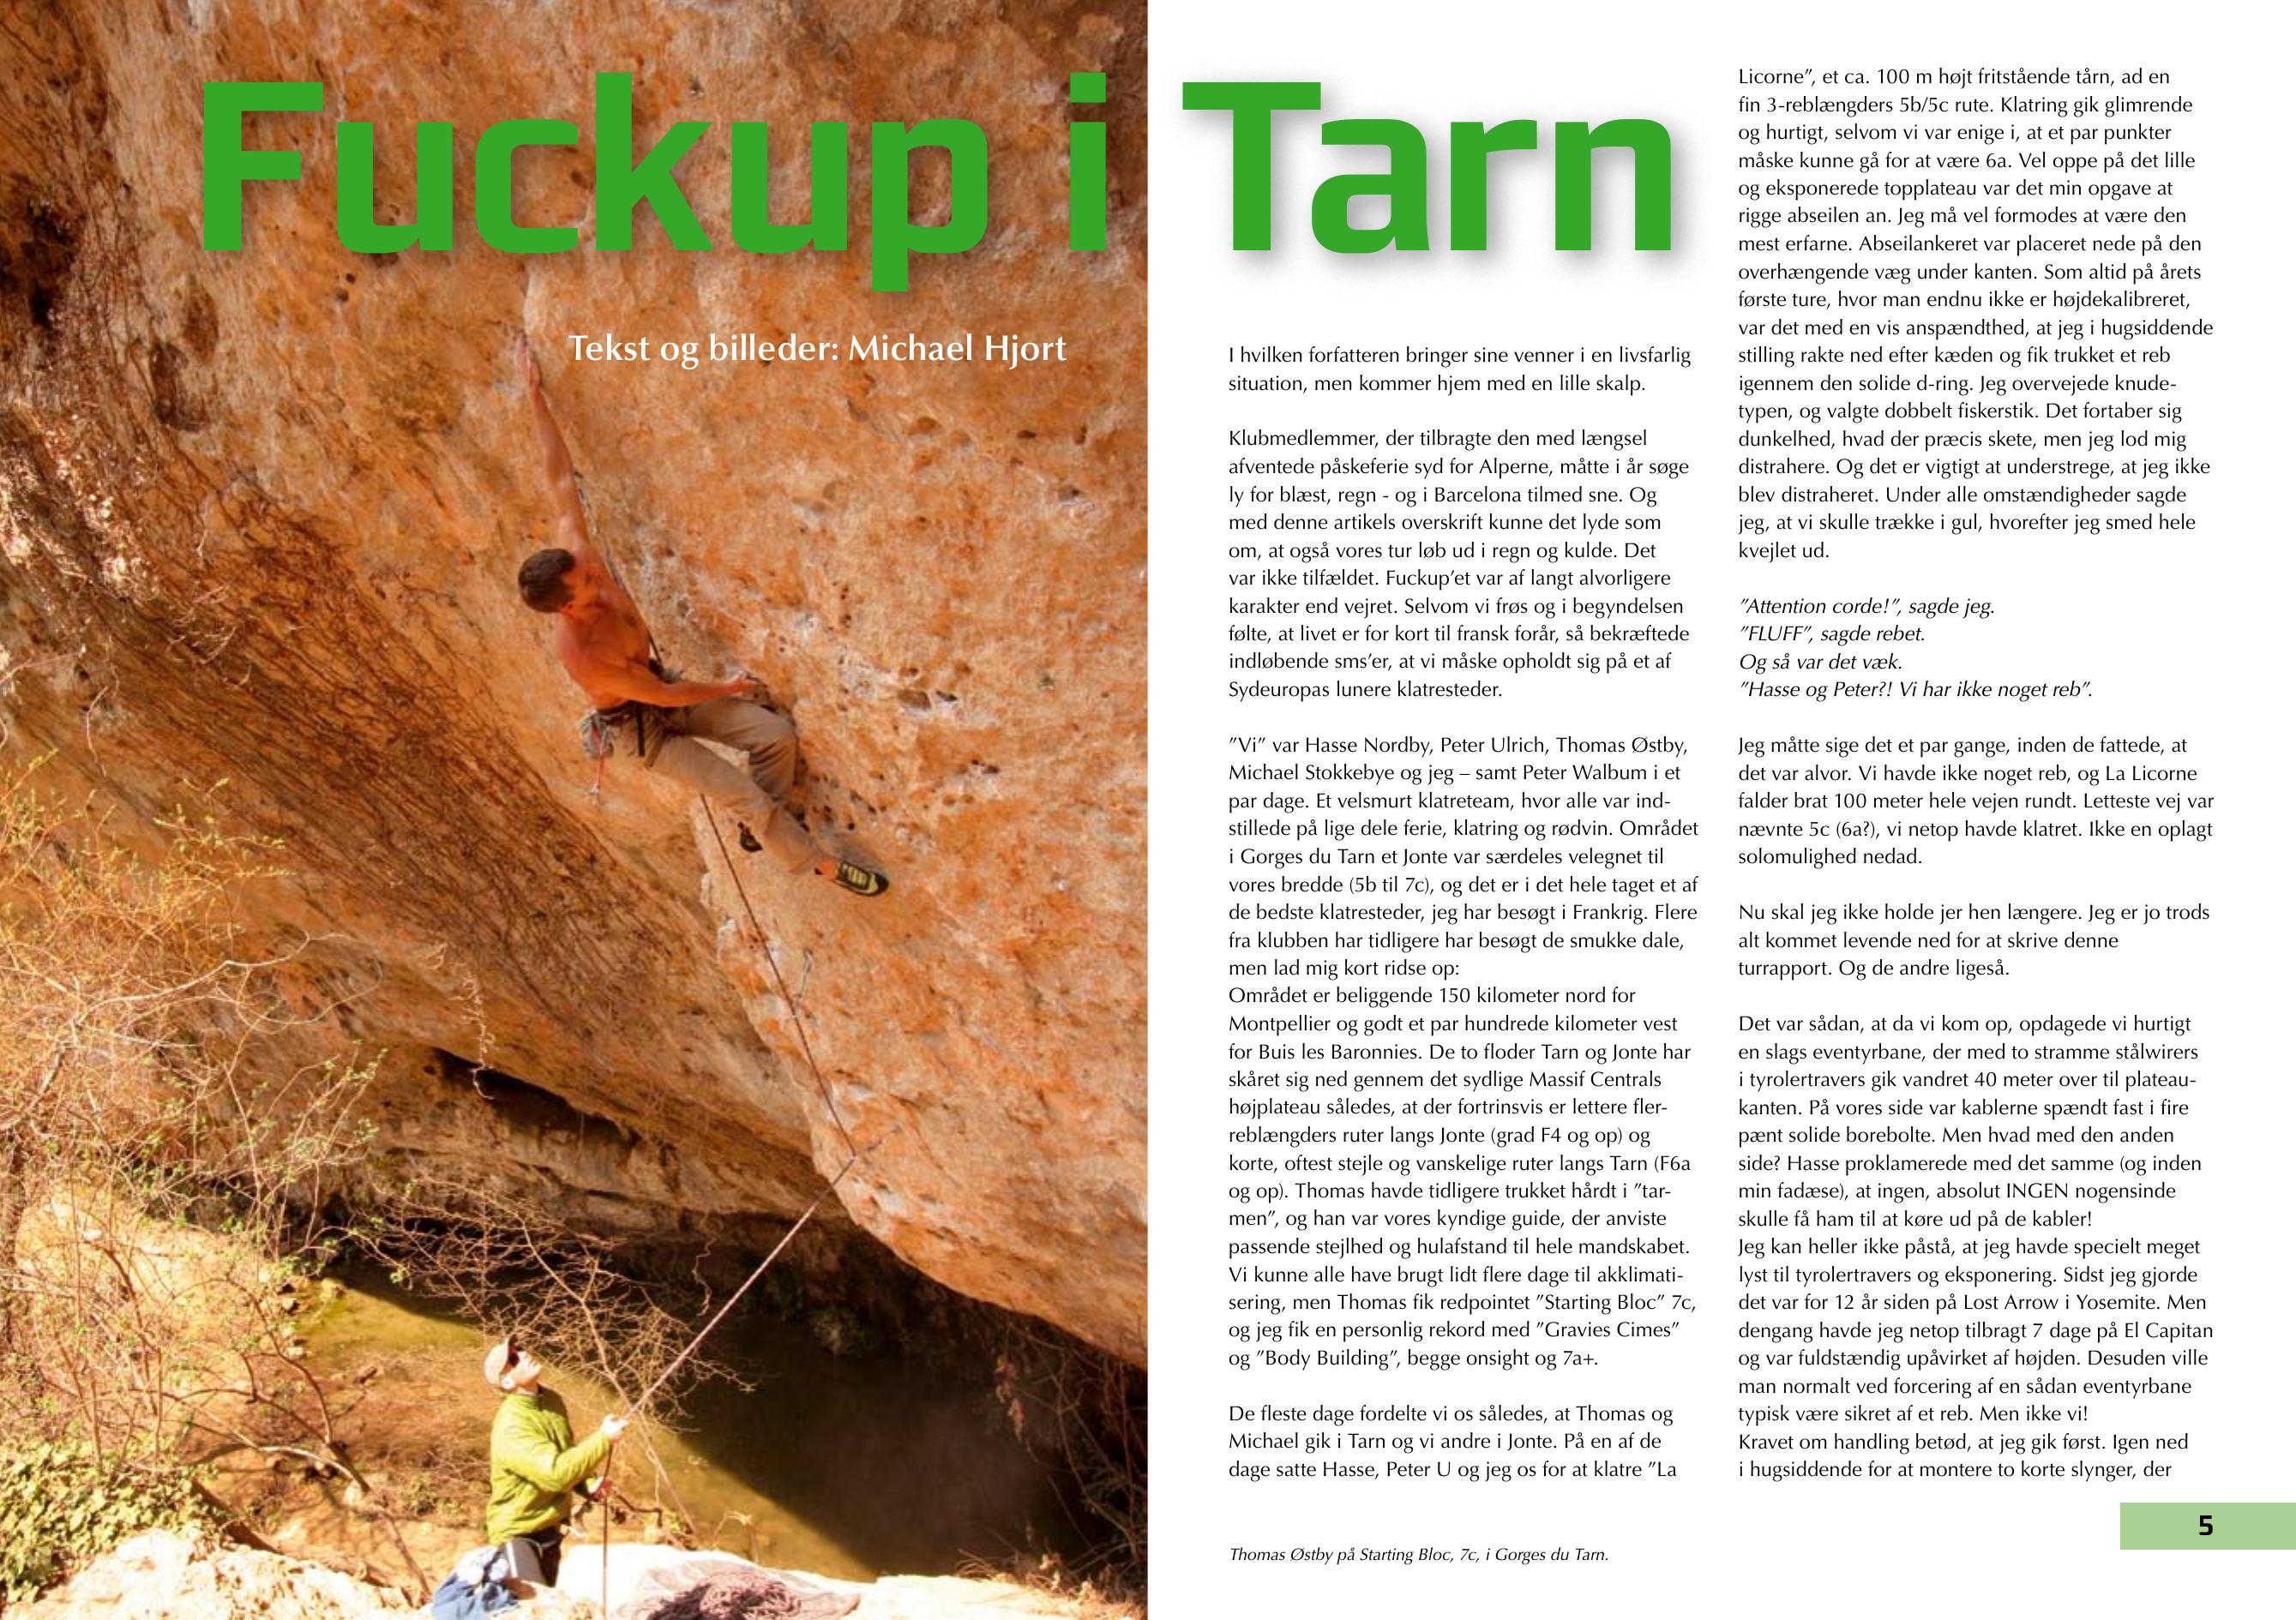 Fuckup i Tarn
Tekst og billeder: Michael Hjort
I hvilken forfatteren bringer sine venner i en livsfarlig
situation, men kommer hjem med en lille skalp.
Klubmedlemmer, der tilbragte den med længsel
afventede påskeferie syd for Alperne, måtte i år søge
ly for blæst, regn - og i Barcelona tilmed sne. Og
med denne artikels overskrift kunne det lyde som
om, at også vores tur løb ud i regn og kulde. Det
var ikke tilfældet. Fuckup’et var af langt alvorligere
karakter end vejret. Selvom vi frøs og i begyndelsen
følte, at livet er for kort til fransk forår, så bekræftede
indløbende sms’er, at vi måske opholdt sig på et af
Sydeuropas lunere klatresteder.
”Vi” var Hasse Nordby, Peter Ulrich, Thomas Østby,
Michael Stokkebye og jeg – samt Peter Walbum i et
par dage. Et velsmurt klatreteam, hvor alle var ind-
stillede på lige dele ferie, klatring og rødvin. Området
i Gorges du Tarn et Jonte var særdeles velegnet til
vores bredde (5b til 7c), og det er i det hele taget et af
de bedste klatresteder, jeg har besøgt i Frankrig. Flere
fra klubben har tidligere har besøgt de smukke dale,
men lad mig kort ridse op:
Området er beliggende 150 kilometer nord for
Montpellier og godt et par hundrede kilometer vest
for Buis les Baronnies. De to floder Tarn og Jonte har
skåret sig ned gennem det sydlige Massif Centrals
højplateau således, at der fortrinsvis er lettere fler-
reblængders ruter langs Jonte (grad F4 og op) og
korte, oftest stejle og vanskelige ruter langs Tarn (F6a
og op). Thomas havde tidligere trukket hårdt i ”tar-
men”, og han var vores kyndige guide, der anviste
passende stejlhed og hulafstand til hele mandskabet.
Vi kunne alle have brugt lidt flere dage til akklimati-
sering, men Thomas fik redpointet ”Starting Bloc” 7c,
og jeg fik en personlig rekord med ”Gravies Cimes”
og ”Body Building”, begge onsight og 7a+.
De fleste dage fordelte vi os således, at Thomas og
Michael gik i Tarn og vi andre i Jonte. På en af de
dage satte Hasse, Peter U og jeg os for at klatre ”La
Licorne”, et ca. 100 m højt fritstående tårn, ad en
fin 3-reblængders 5b/5c rute. Klatring gik glimrende
og hurtigt, selvom vi var enige i, at et par punkter
måske kunne gå for at være 6a. Vel oppe på det lille
og eksponerede topplateau var det min opgave at
rigge abseilen an. Jeg må vel formodes at være den
mest erfarne. Abseilankeret var placeret nede på den
overhængende væg under kanten. Som altid på årets
første ture, hvor man endnu ikke er højdekalibreret,
var det med en vis anspændthed, at jeg i hugsiddende
stilling rakte ned efter kæden og fik trukket et reb
igennem den solide d-ring. Jeg overvejede knude-
typen, og valgte dobbelt fiskerstik. Det fortaber sig
dunkelhed, hvad der præcis skete, men jeg lod mig
distrahere. Og det er vigtigt at understrege, at jeg ikke
blev distraheret. Under alle omstændigheder sagde
jeg, at vi skulle trække i gul, hvorefter jeg smed hele
kvejlet ud.
”Attention corde!”, sagde jeg.
”FLUFF”, sagde rebet.
Og så var det væk.
”Hasse og Peter?! Vi har ikke noget reb”.
Jeg måtte sige det et par gange, inden de fattede, at
det var alvor. Vi havde ikke noget reb, og La Licorne
falder brat 100 meter hele vejen rundt. Letteste vej var
nævnte 5c (6a?), vi netop havde klatret. Ikke en oplagt
solomulighed nedad.
Nu skal jeg ikke holde jer hen længere. Jeg er jo trods
alt kommet levende ned for at skrive denne
turrapport. Og de andre ligeså.
Det var sådan, at da vi kom op, opdagede vi hurtigt
en slags eventyrbane, der med to stramme stålwirers
i tyrolertravers gik vandret 40 meter over til plateau-
kanten. På vores side var kablerne spændt fast i fire
pænt solide borebolte. Men hvad med den anden
side? Hasse proklamerede med det samme (og inden
min fadæse), at ingen, absolut INGEN nogensinde
skulle få ham til at køre ud på de kabler!
Jeg kan heller ikke påstå, at jeg havde specielt meget
lyst til tyrolertravers og eksponering. Sidst jeg gjorde
det var for 12 år siden på Lost Arrow i Yosemite. Men
dengang havde jeg netop tilbragt 7 dage på El Capitan
og var fuldstændig upåvirket af højden. Desuden ville
man normalt ved forcering af en sådan eventyrbane
typisk være sikret af et reb. Men ikke vi!
Kravet om handling betød, at jeg gik først. Igen ned
i hugsiddende for at montere to korte slynger, der
5
Thomas Østby på Starting Bloc, 7c, i Gorges du Tarn.